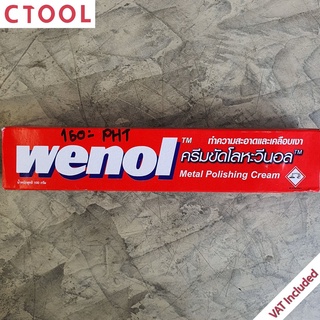 CTOOL
150- PHT
wenol
TM
ทำความสะอาดและเคลือบเงา
ครีมขัดโลหะวีนอล TM
Metal Polishing Cream
VAT Included